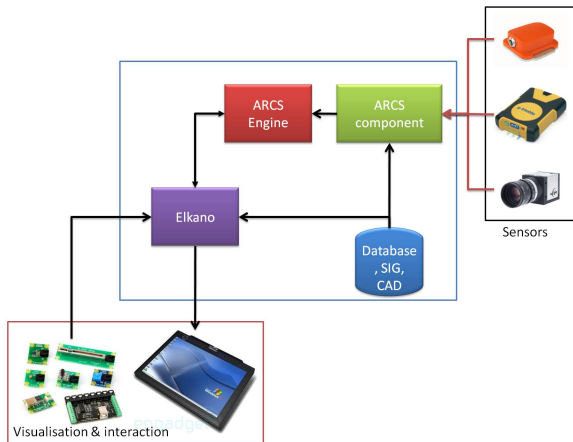 ARCS
Engine
ARCS
component
Elkano
Database
, SIG,
CAD
Sensors
Visualisation & interaction